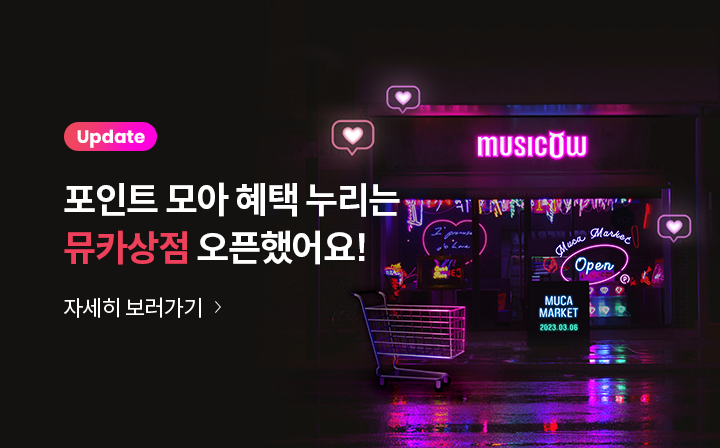 Update
포인트 모아 혜택 누리는
뮤카상점 오픈했어요!
자세히 보러가기 >
MUSICOW
Muca Market
Open
MUCA
MARKET
2023.03.06